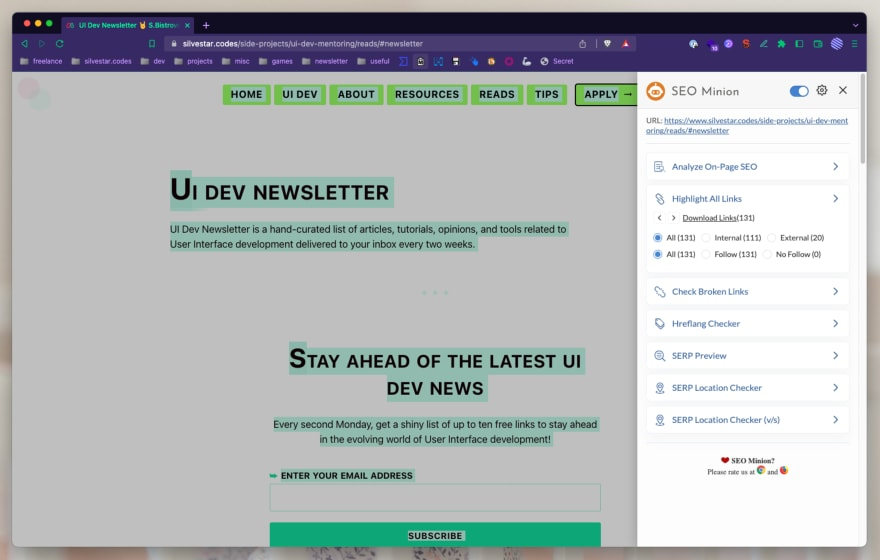 UI Dev Newsletter 🤘 S.Bistrov
silvestar.codes/side-projects/ui-dev-mentoring/reads/#newsletter
freelance silvestar.codes dev projects misc games newsletter useful Secret
HOME UI DEV ABOUT RESOURCES READS TIPS APPLY →
UI DEV NEWSLETTER
UI Dev Newsletter is a hand-curated list of articles, tutorials, opinions, and tools related to
User Interface development delivered to your inbox every two weeks.
STAY AHEAD OF THE LATEST UI
DEV NEWS
Every second Monday, get a shiny list of up to ten free links to stay ahead
in the evolving world of User Interface development!
ENTER YOUR EMAIL ADDRESS
SUBSCRIBE
SEO Minion
URL: https://www.silvestar.codes/side-projects/ui-dev-ment
oring/reads/#newsletter
Analyze On-Page SEO
Highlight All Links
Download Links(131)
All (131) Internal (111) External (20)
All (131) Follow (131) No Follow (0)
Check Broken Links
Hreflang Checker
SERP Preview
SERP Location Checker
SERP Location Checker (v/s)
❤ SEO Minion?
Please rate us at and